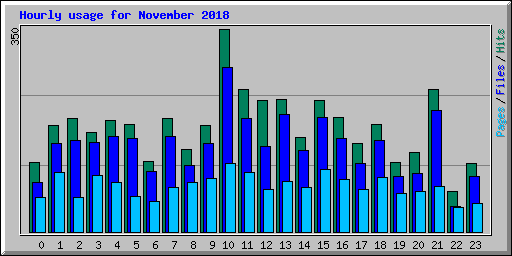 Hourly usage for November 2018
350
Pages/Files/Hits
0 1 2 3 4 5 6 7 8 9 10 11 12 13 14 15 16 17 18 19 20 21 22 23